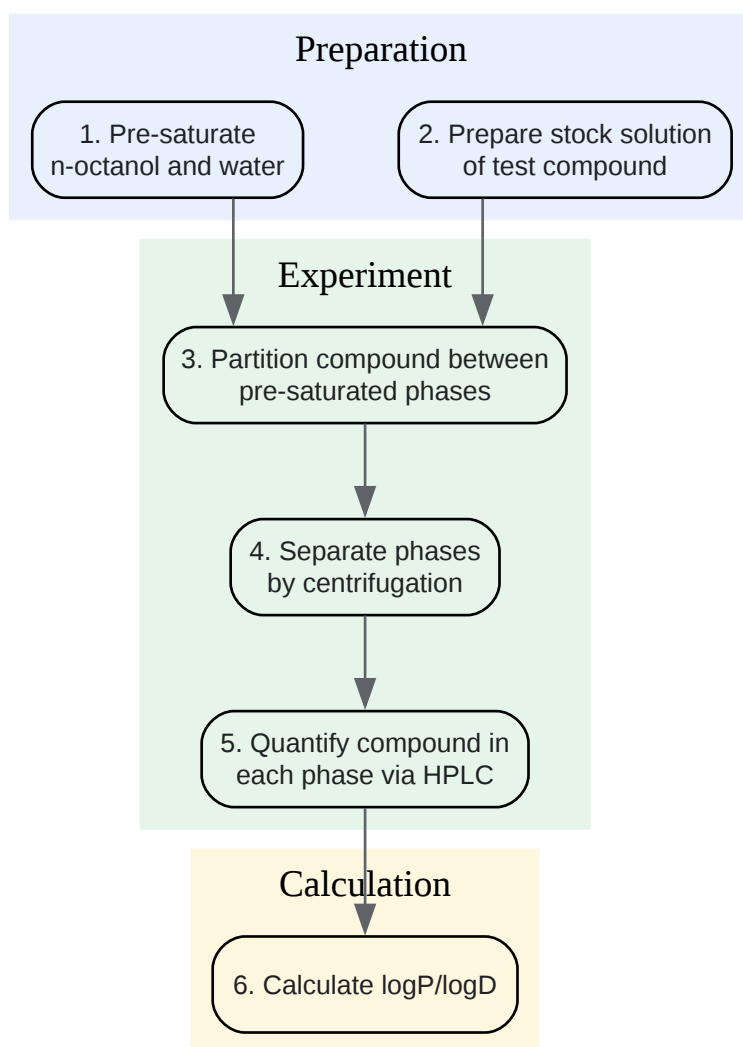 Preparation
1. Pre-saturate
n-octanol and water
2. Prepare stock solution
of test compound
Experiment
3. Partition compound between
pre-saturated phases
4. Separate phases
by centrifugation
5. Quantify compound in
each phase via HPLC
Calculation
6. Calculate logP/logD